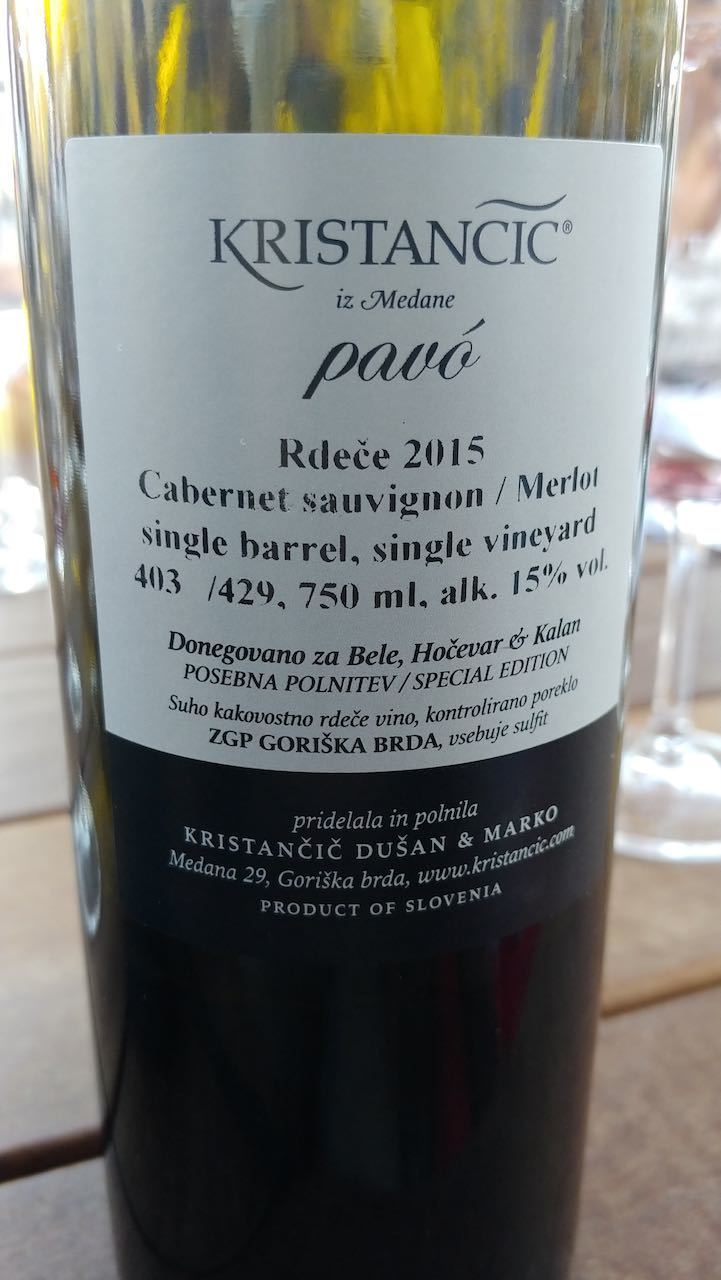 KRISTANČIČ®
iz Medane
pavó
Rdeče 2015
Cabernet sauvignon / Merlot
single barrel, single vineyard
403 /429, 750 ml, alk. 15% vol.
Donegovano za Bele, Hočevar & Kalan
POSEBNA POLNITEV / SPECIAL EDITION
Suho kakovostno rdeče vino, kontrolirano poreklo
ZGP GORIŠKA BRDA, vsebuje sulfit
pridelala in polnila
KRISTANČIČ DUŠAN & MARKO
Medana 29, Goriška brda, www.kristancic.com
PRODUCT OF SLOVENIA